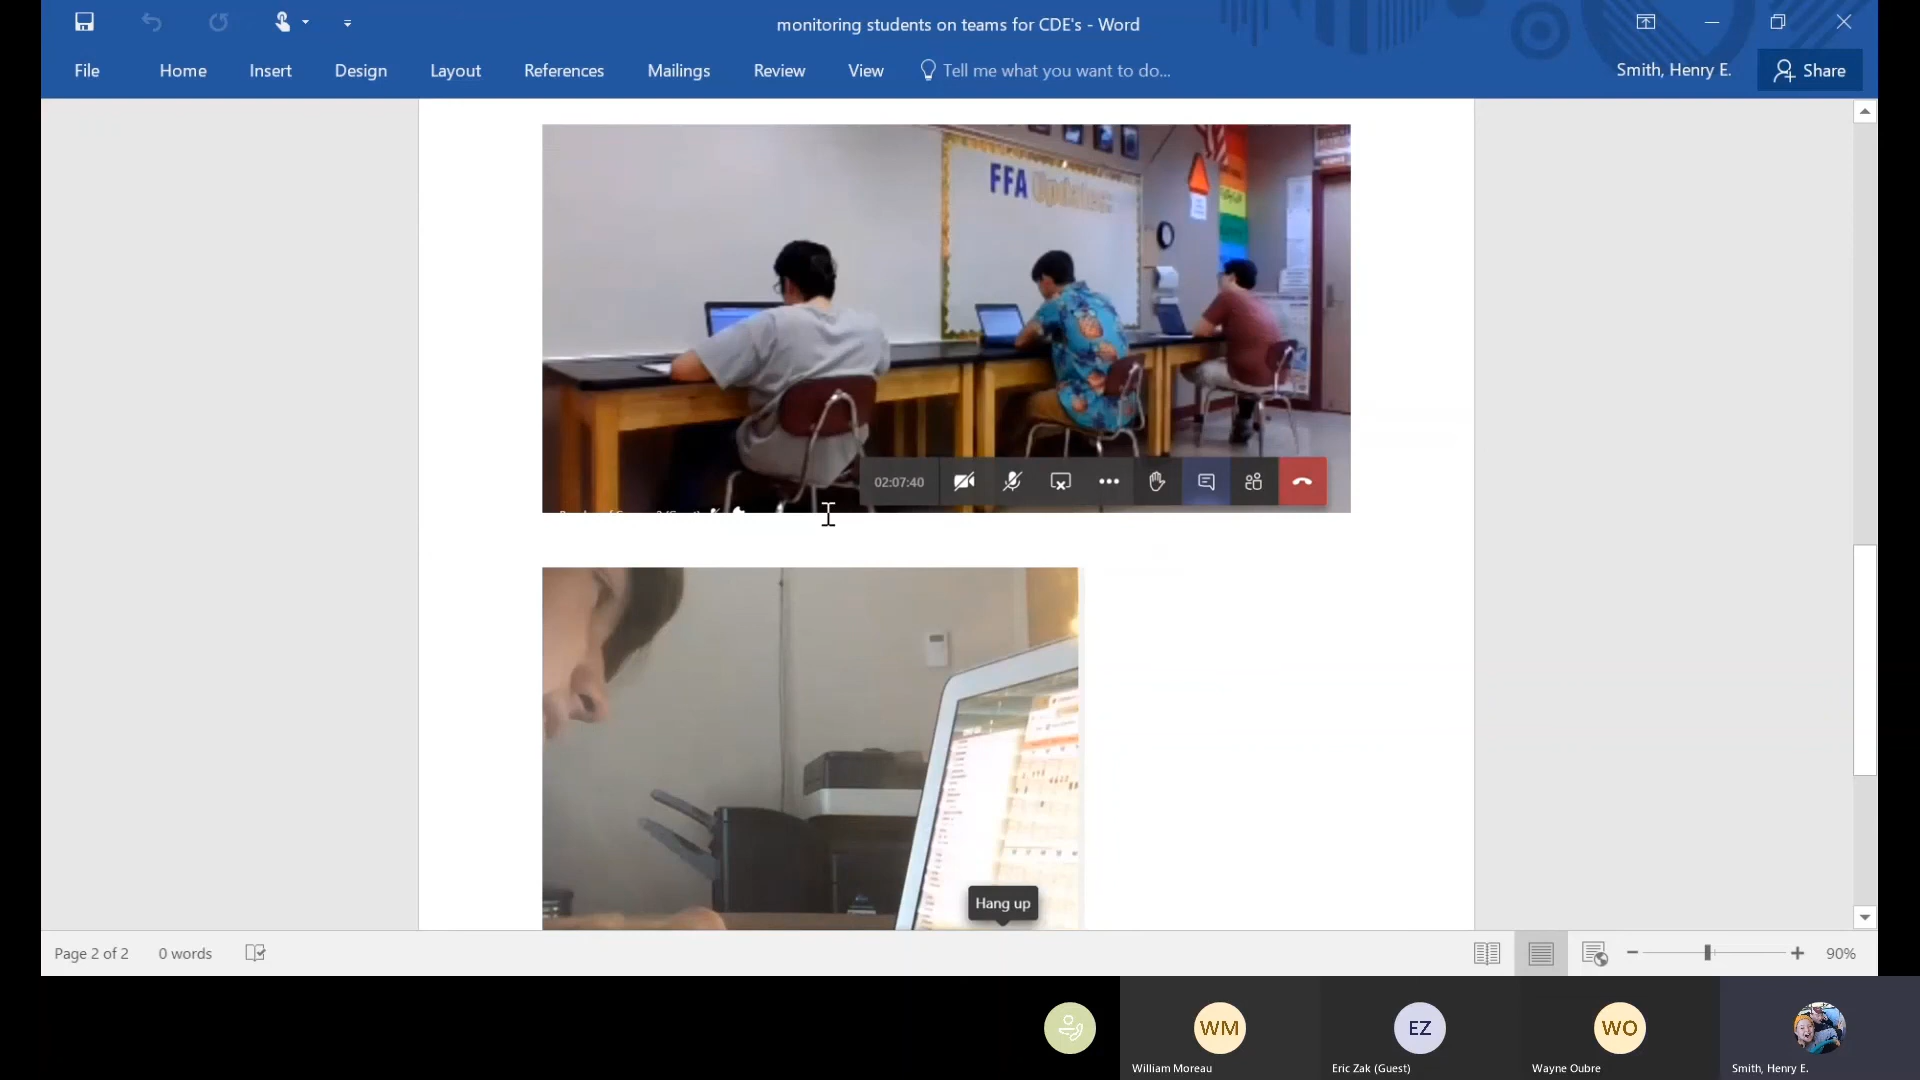 monitoring students on teams for CDE's - Word
File Home Insert Design Layout References Mailings Review View Tell me what you want to do... Smith, Henry E. Share
FFA Updates
02:07:40
Hang up
Page 2 of 2 0 words 90%
WM EZ WO
William Moreau Eric Zak (Guest) Wayne Oubre Smith, Henry E.